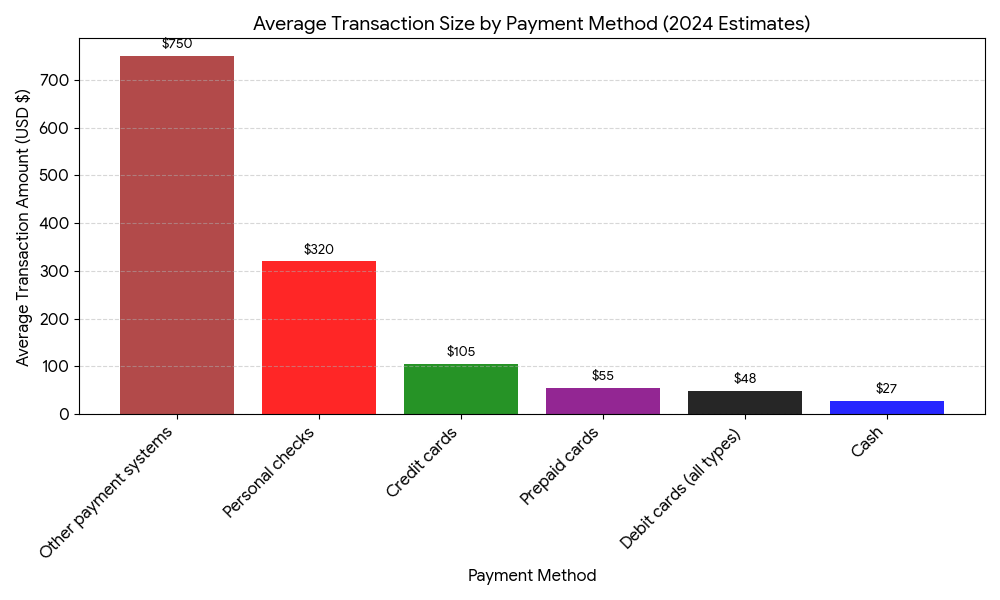 Average Transaction Size by Payment Method (2024 Estimates)
Average Transaction Amount (USD $)
700
600
500
400
300
200
100
0
$750
$320
$105
$55
$48
$27
Other payment systems
Personal checks
Credit cards
Prepaid cards
Debit cards (all types)
Cash
Payment Method